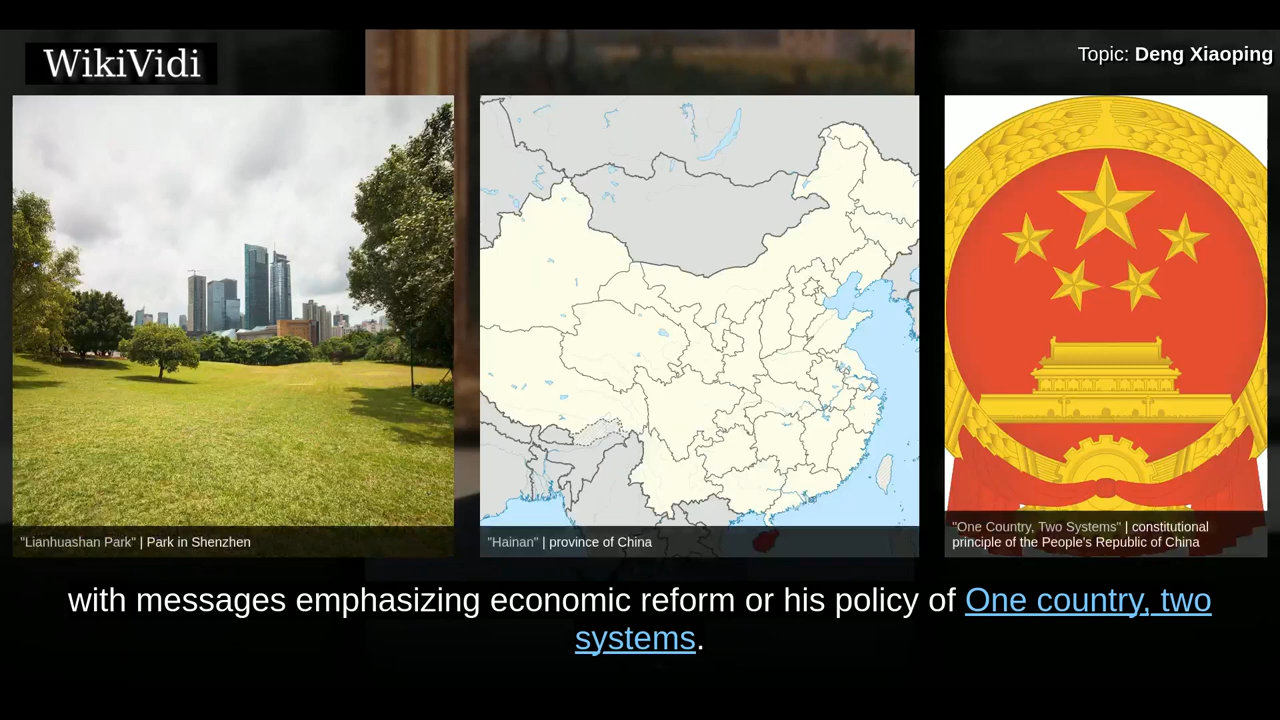 WikiVidi
Topic: Deng Xiaoping
"Lianhuashan Park" | Park in Shenzhen
"Hainan" | province of China
"One Country, Two Systems" | constitutional
principle of the People's Republic of China
with messages emphasizing economic reform or his policy of One country, two
systems.